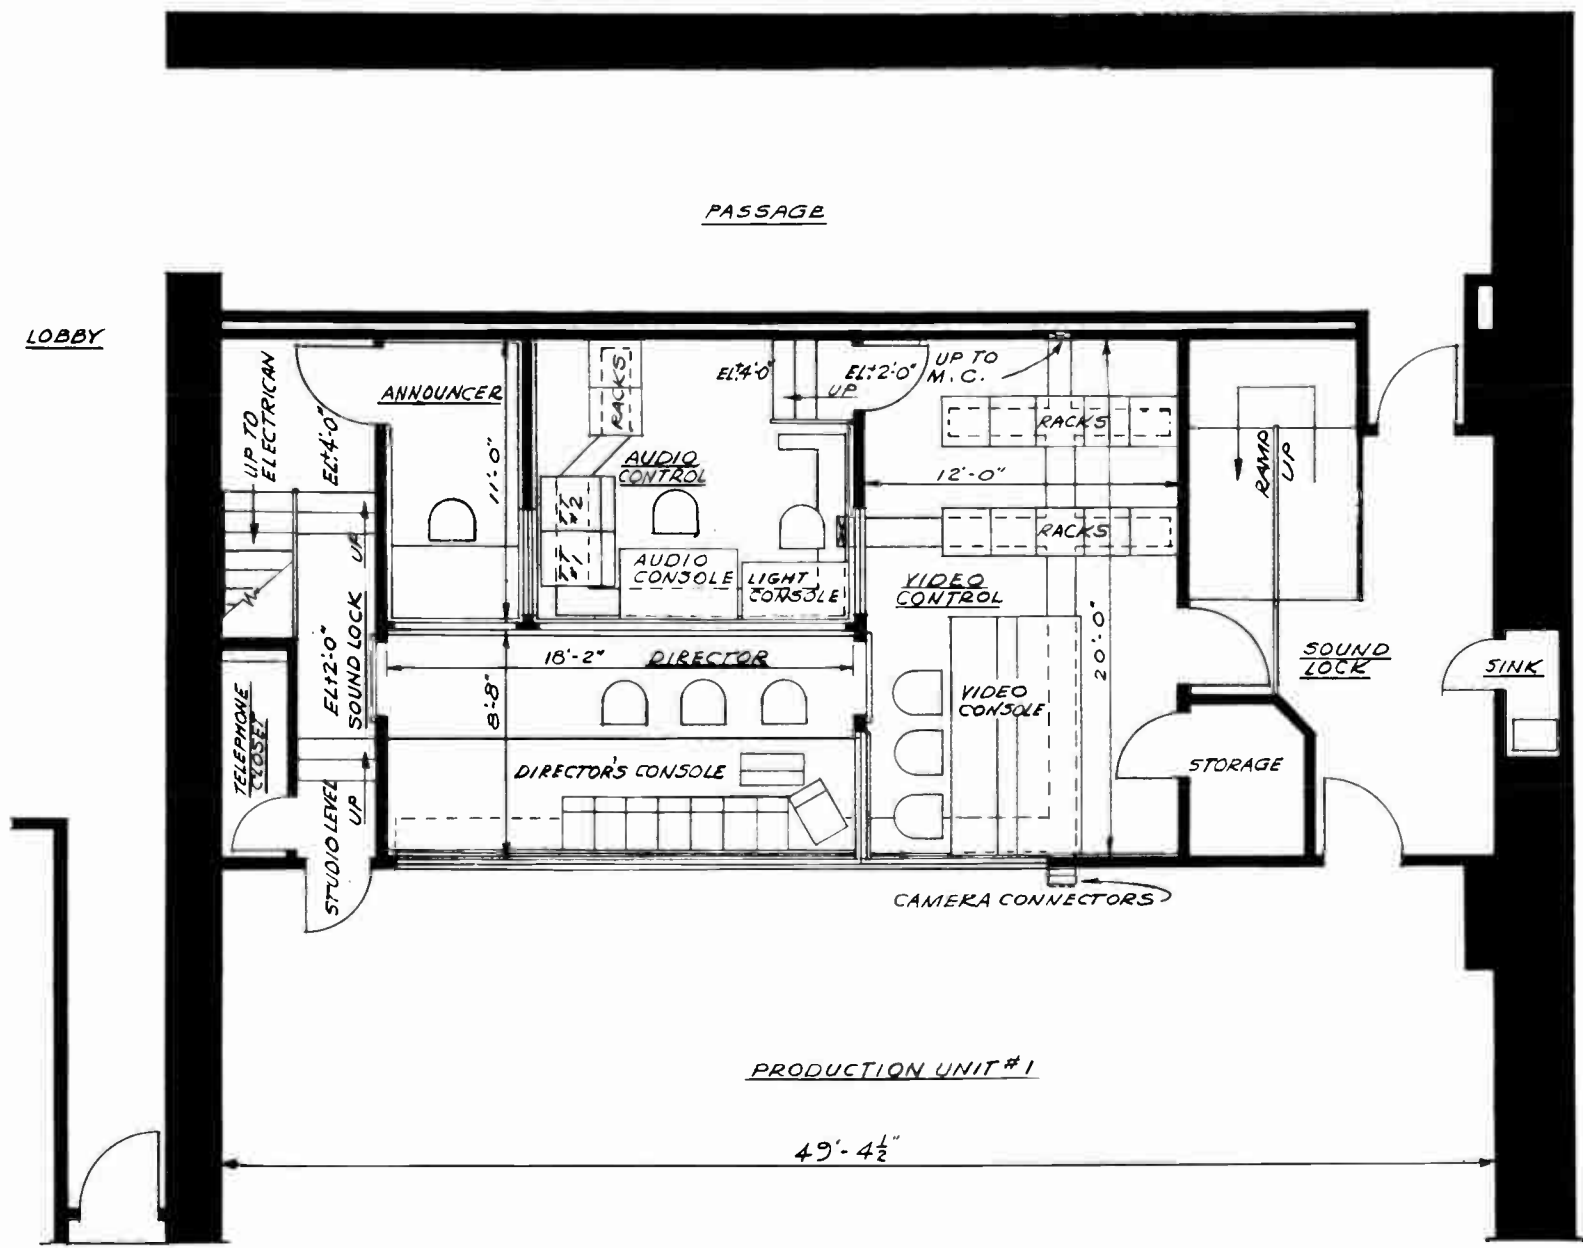 PASSAGE
LOBBY
UP TO
ELECTRICAN
EL+4'-0"
ANNOUNCER
11'-0"
RACKS
AUDIO
CONTROL
TT
#2
TT
#1
AUDIO
CONSOLE
LIGHT
CONSOLE
EL+4'-0"
UP
EL+2'-0"
UP TO
M.C.
RACKS
12'-0"
RACKS
VIDEO
CONTROL
20'-0"
VIDEO
CONSOLE
RAMP
UP
SOUND
LOCK
SINK
STORAGE
UP
SOUND LOCK
EL+2'-0"
TELEPHONE
CLOSET
STUDIO LEVEL
UP
18'-2"
DIRECTOR
8'-8"
DIRECTOR'S CONSOLE
CAMERA CONNECTORS
PRODUCTION UNIT #1
49'-4½"